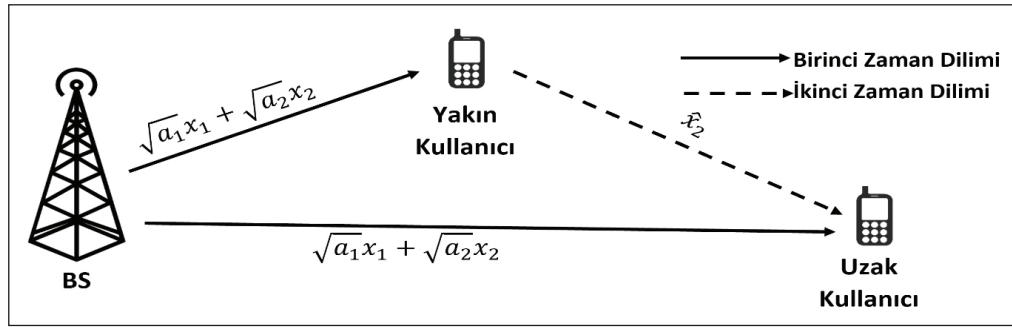 Birinci Zaman Dilimi
İkinci Zaman Dilimi
√a₁x₁ + √a₂x₂
Yakın
Kullanıcı
x̂₂
√a₁x₁ + √a₂x₂
BS
Uzak
Kullanıcı